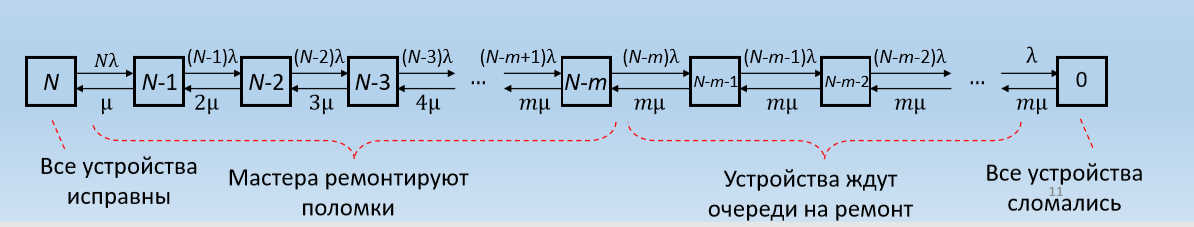 Nλ (N-1)λ (N-2)λ (N-3)λ (N-m+1)λ (N-m)λ (N-m-1)λ (N-m-2)λ λ
N N-1 N-2 N-3 ... N-m N-m-1 N-m-2 ... 0
μ 2μ 3μ 4μ mμ mμ mμ mμ mμ
Все устройства
исправны
Мастера ремонтируют
поломки
Устройства ждут
очереди на ремонт
Все устройства
сломались
11